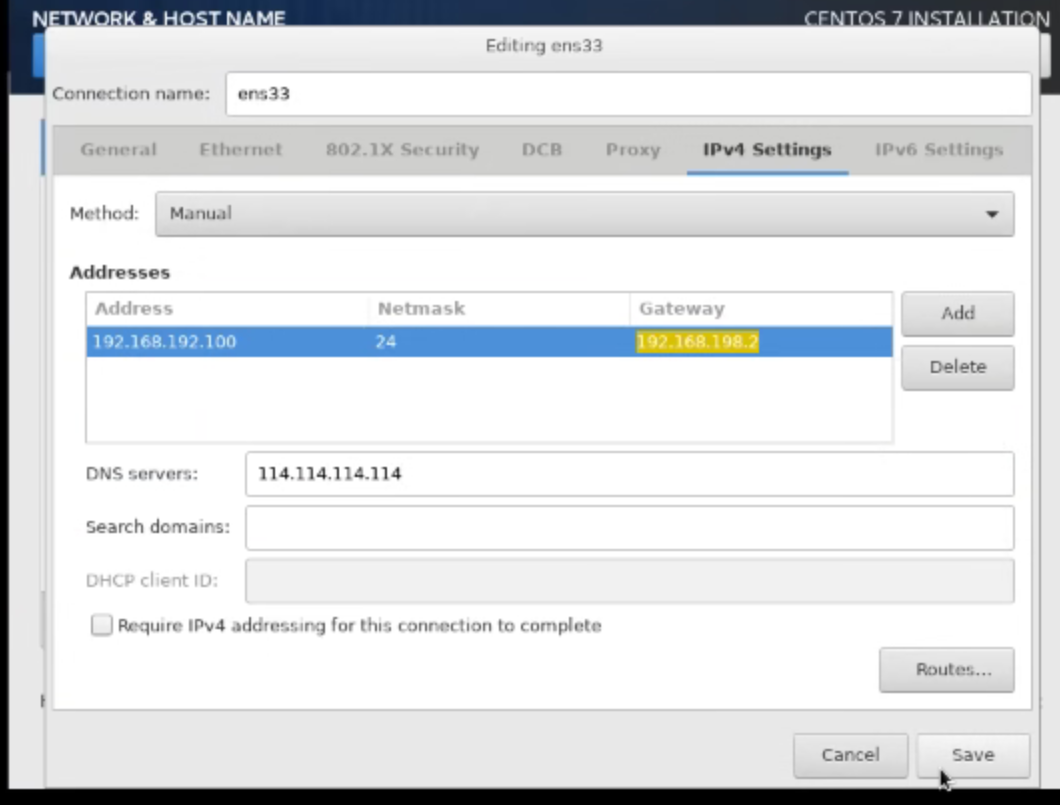 NETWORK & HOST NAME CENTOS 7 INSTALLATION
Editing ens33
Connection name: ens33
General Ethernet 802.1X Security DCB Proxy IPv4 Settings IPv6 Settings
Method: Manual
Addresses
Address Netmask Gateway
192.168.192.100 24 192.168.198.2
Add
Delete
DNS servers: 114.114.114.114
Search domains:
DHCP client ID:
Require IPv4 addressing for this connection to complete
Routes...
Cancel Save